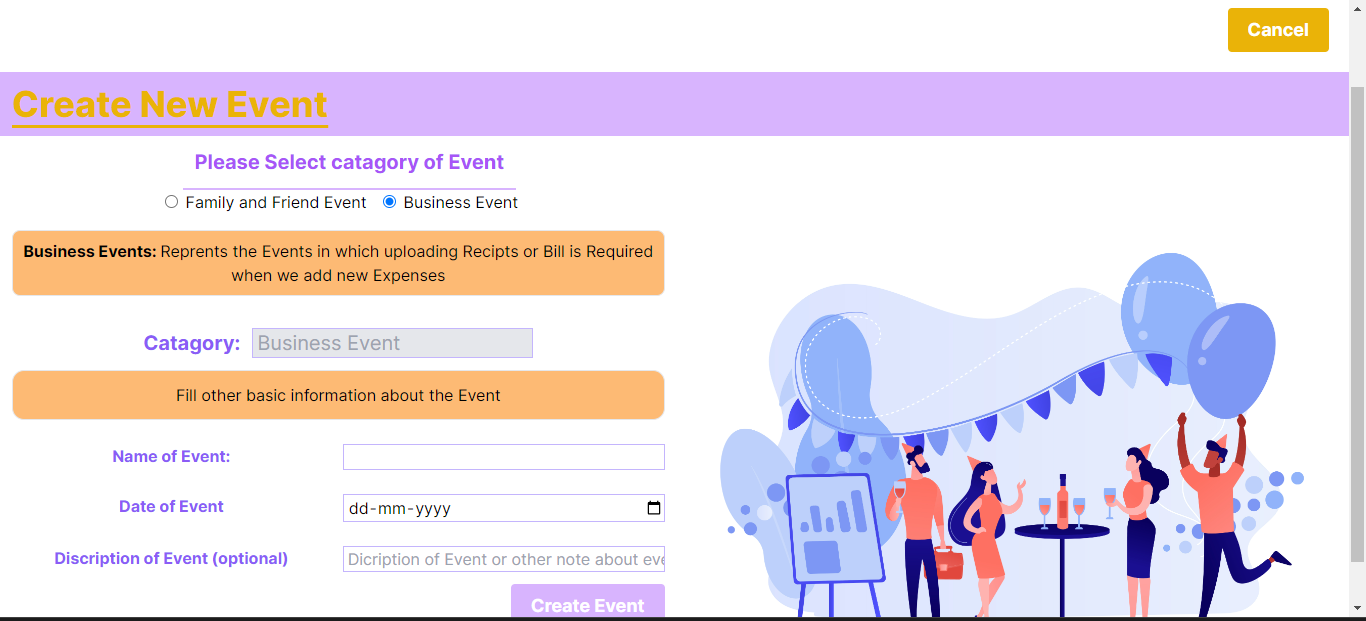 Cancel
Create New Event
Please Select catagory of Event
Family and Friend Event Business Event
Business Events: Reprents the Events in which uploading Recipts or Bill is Required
when we add new Expenses
Catagory: Business Event
Fill other basic information about the Event
Name of Event:
Date of Event dd-mm-yyyy
Discription of Event (optional) Dicription of Event or other note about eve
Create Event